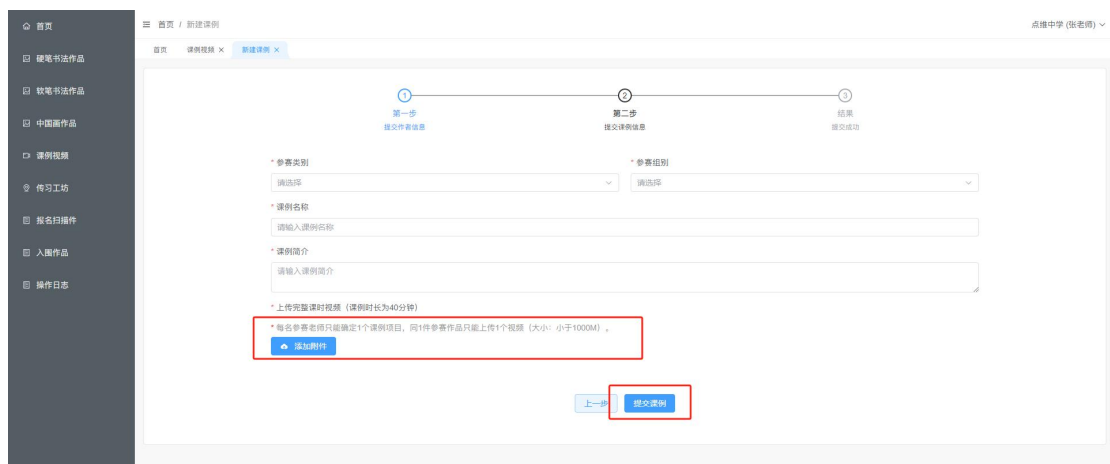 首页
硬笔书法作品
软笔书法作品
中国画作品
课例视频
传习工坊
报名扫描件
入围作品
操作日志
首页 / 新建课例
点维中学 (张老师)
首页 课例视频 × 新建课例 ×
1 2 3
第一步 第二步 结果
提交作者信息 提交课例信息 提交成功
* 参赛类别 * 参赛组别
请选择 请选择
* 课例名称
请输入课例名称
* 课例简介
请输入课例简介
* 上传完整课时视频（课例时长为40分钟）
* 每名参赛老师只能确定1个课例项目，同1件参赛作品只能上传1个视频（大小：小于1000M）。
添加附件
上一步 提交课例